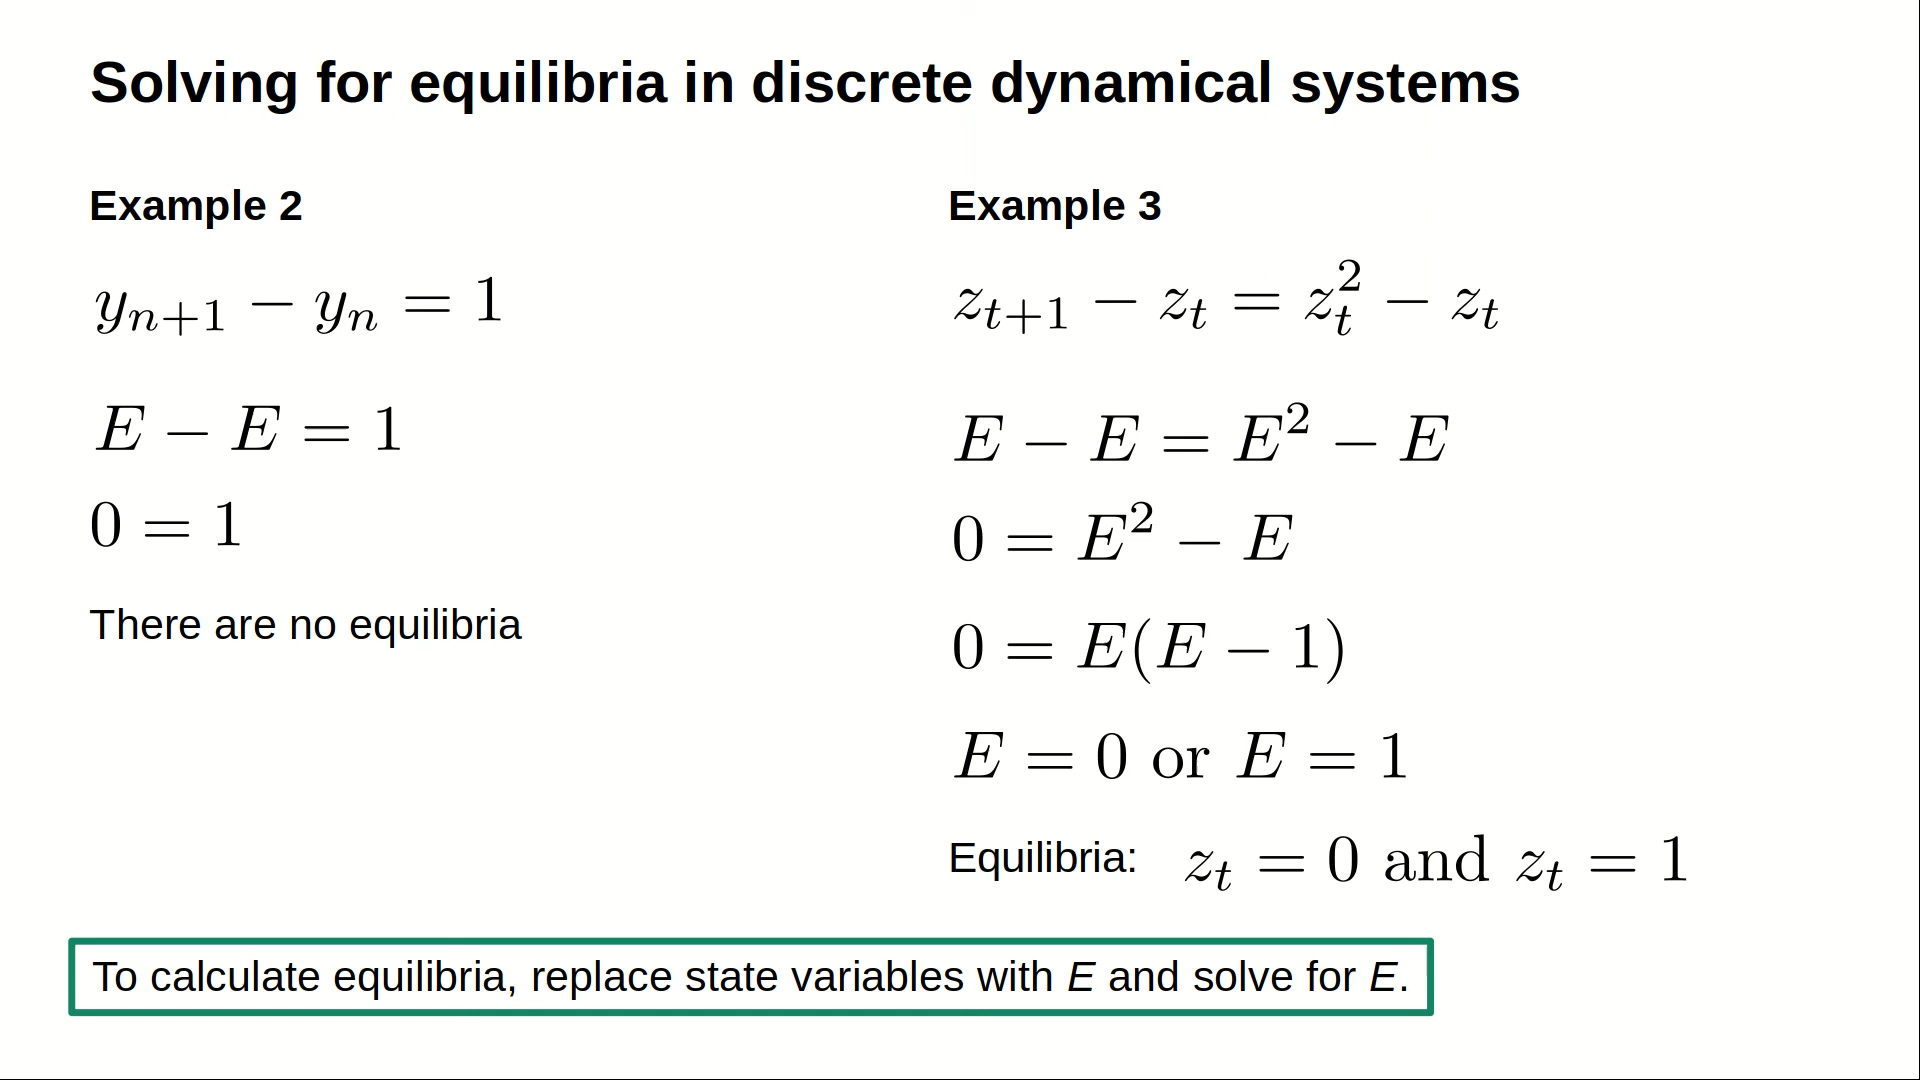 Solving for equilibria in discrete dynamical systems
Example 2
$y_{n+1} - y_n = 1$
$E - E = 1$
$0 = 1$
There are no equilibria
Example 3
$z_{t+1} - z_t = z_t^2 - z_t$
$E - E = E^2 - E$
$0 = E^2 - E$
$0 = E(E - 1)$
$E = 0 \text{ or } E = 1$
Equilibria: $z_t = 0 \text{ and } z_t = 1$
To calculate equilibria, replace state variables with E and solve for E.